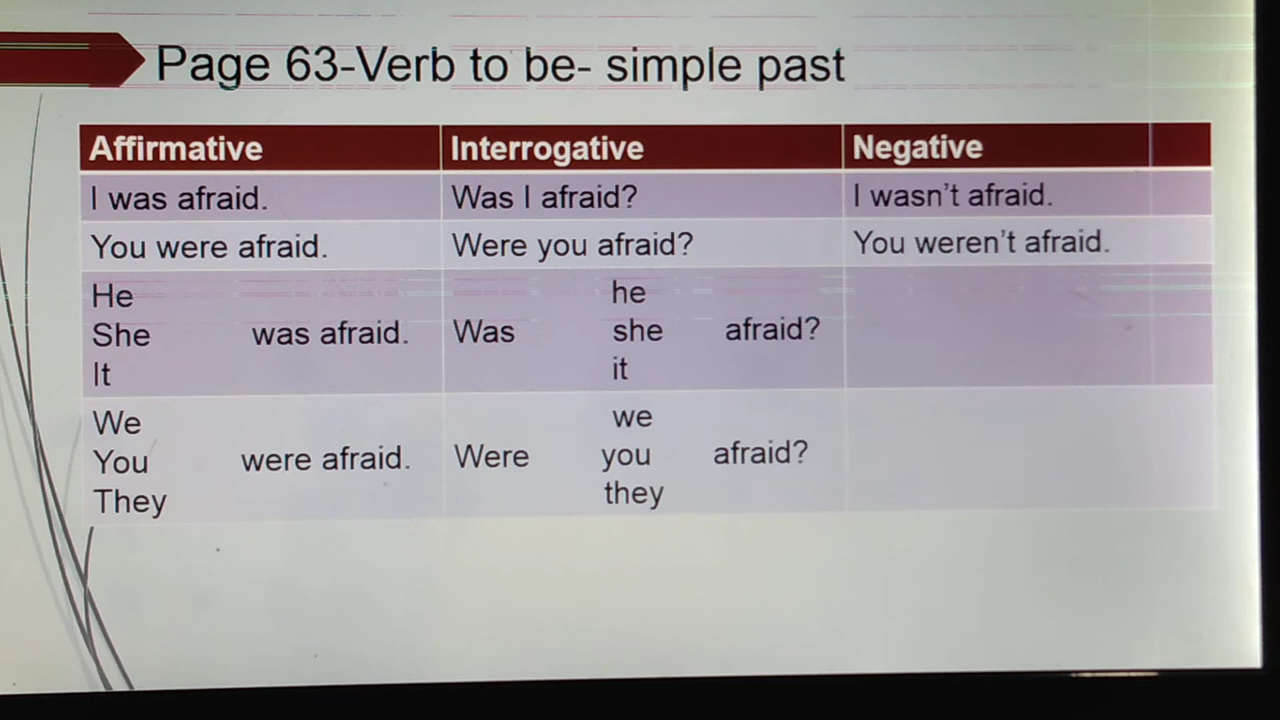 Page 63-Verb to be- simple past
Affirmative Interrogative Negative
I was afraid. Was I afraid? I wasn't afraid.
You were afraid. Were you afraid? You weren't afraid.
He he
She was afraid. Was she afraid?
It it
We we
You were afraid. Were you afraid?
They they